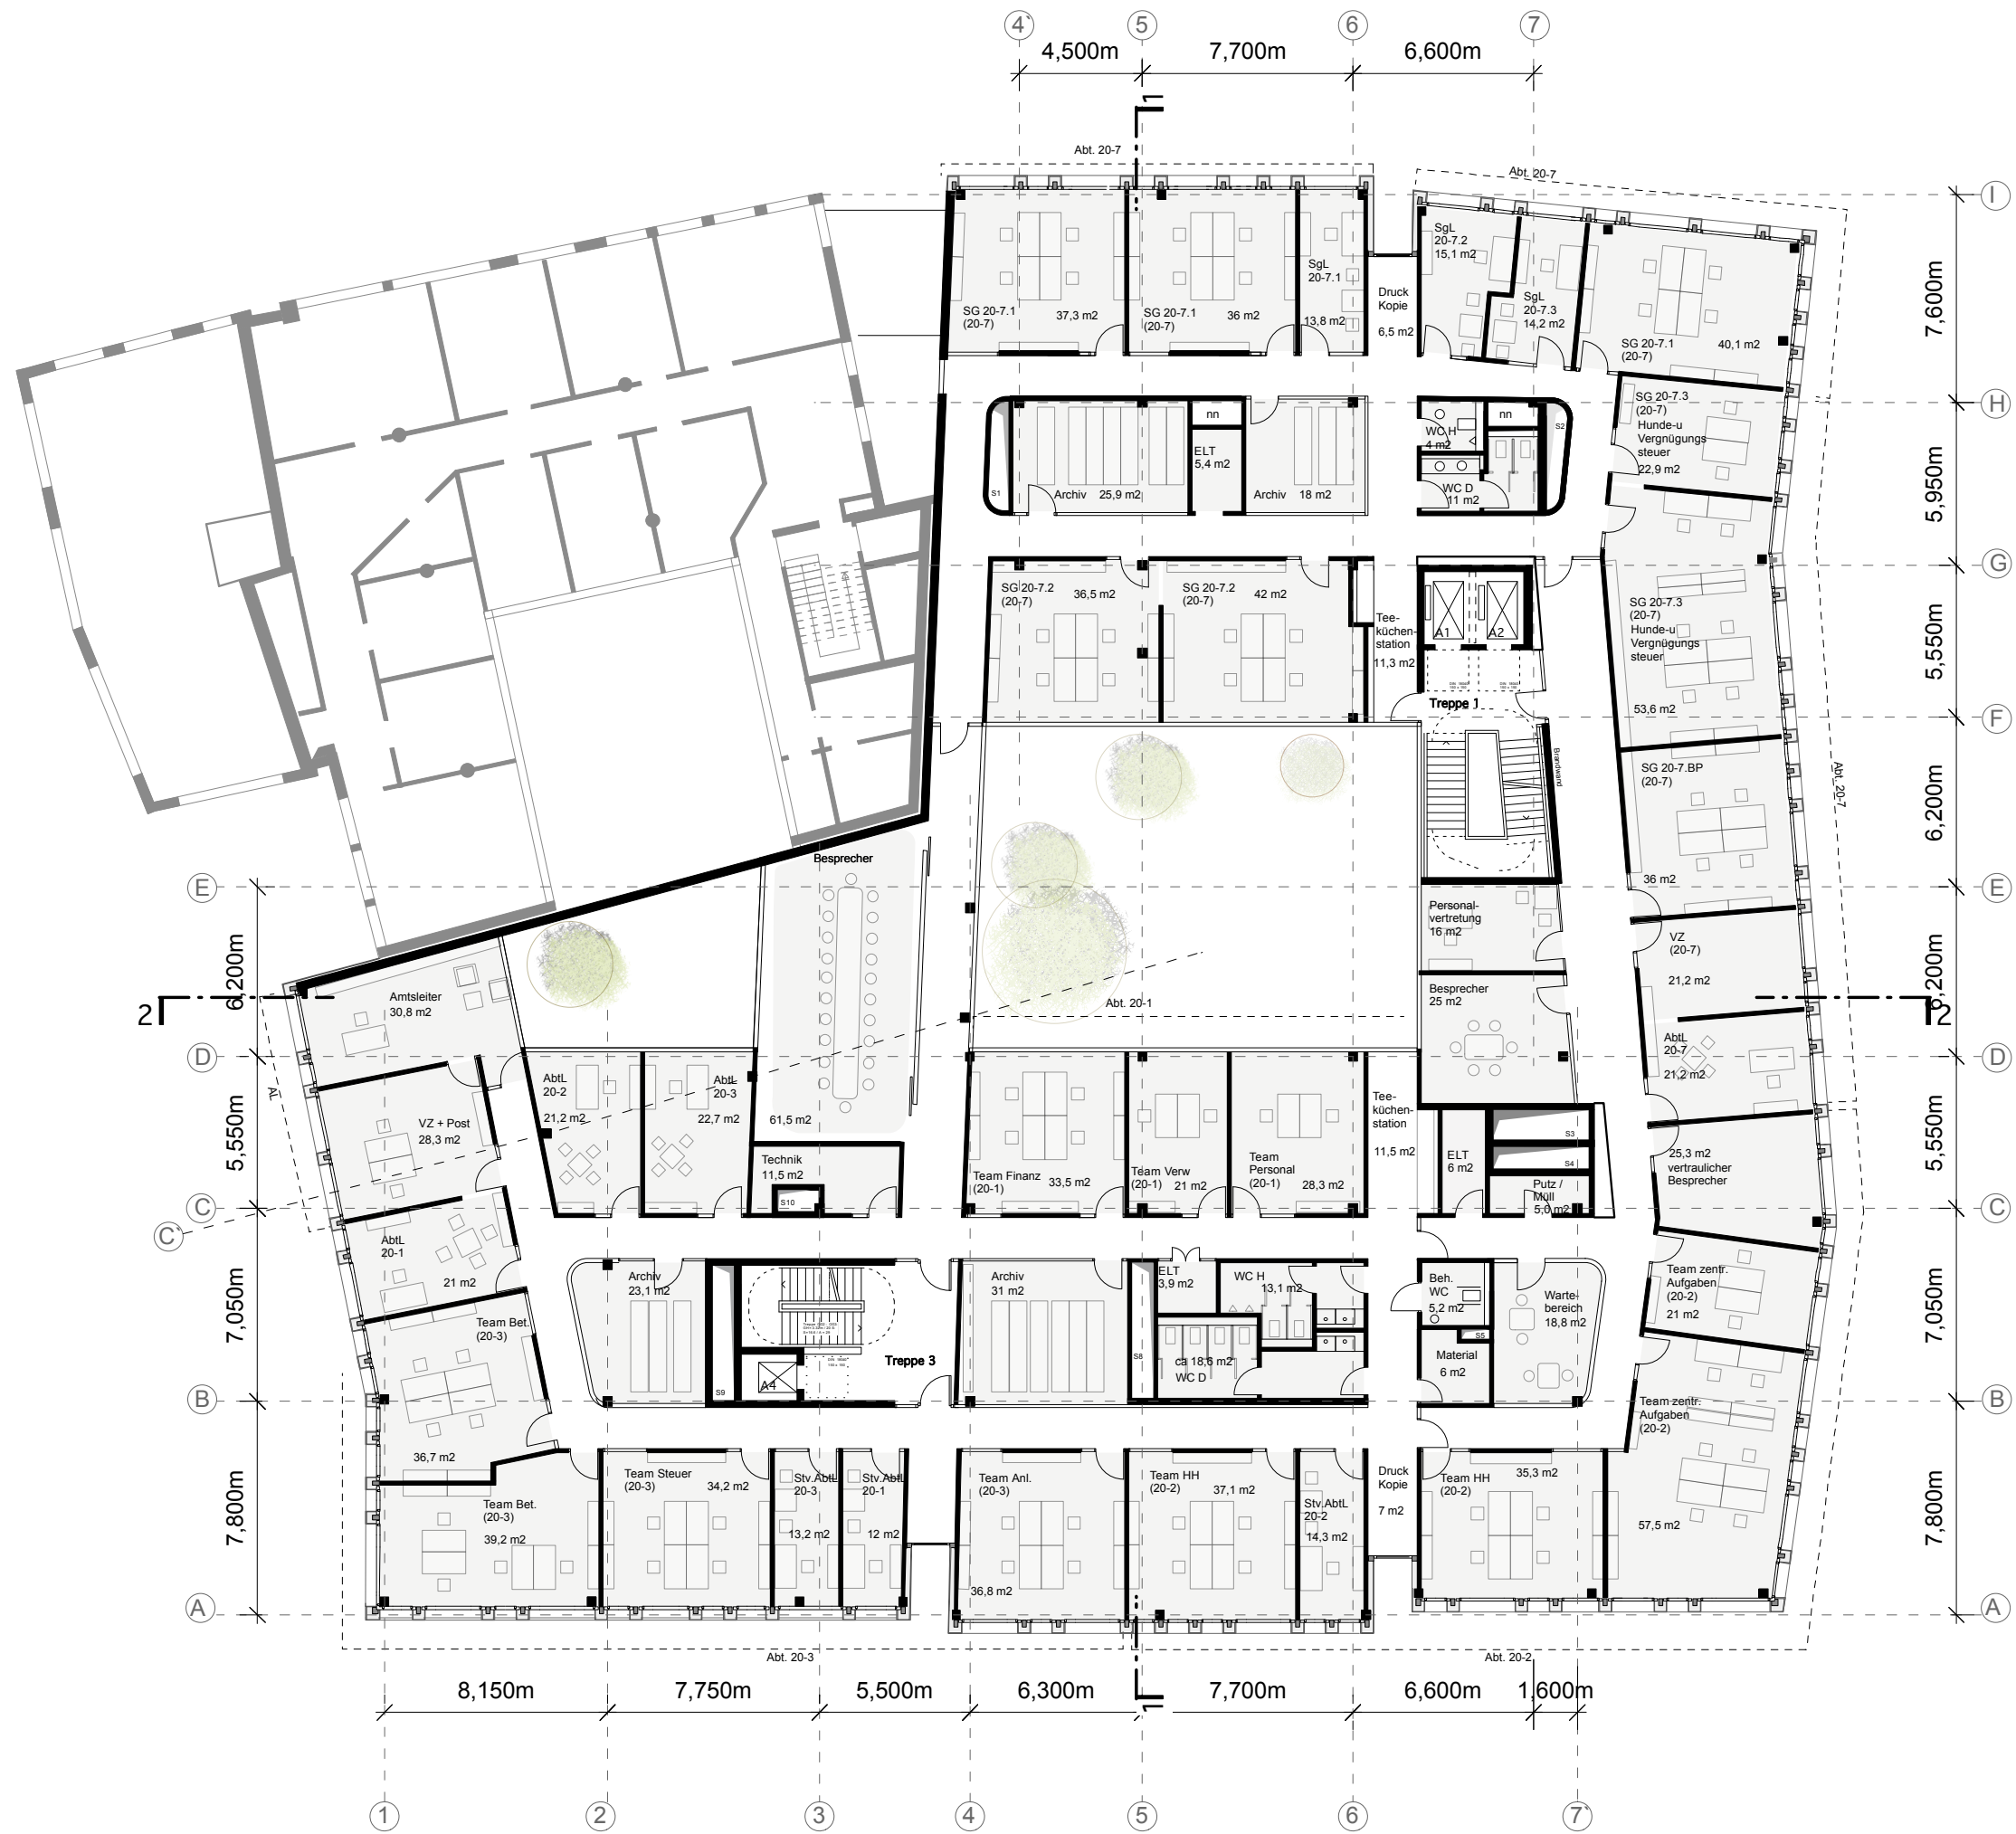 4`
5
6
7
4,500m
7,700m
6,600m
1
Abt. 20-7
Abt. 20-7
I
SG 20-7.1
(20-7)
37,3 m2
SG 20-7.1
(20-7)
36 m2
SgL
20-7.1
13,8 m2
Druck
Kopie
6,5 m2
SgL
20-7.2
15,1 m2
SgL
20-7.3
14,2 m2
SG 20-7.1
(20-7)
40,1 m2
7,600m
H
S1
Archiv
25,9 m2
nn
ELT
5,4 m2
Archiv
18 m2
WC H
4 m2
WC D
11 m2
nn
S2
SG 20-7.3
(20-7)
Hunde-u
Vergnügungs
steuer
22,9 m2
5,950m
G
SG 20-7.2
(20-7)
36,5 m2
SG 20-7.2
(20-7)
42 m2
Tee-
küchen-
station
11,3 m2
A1
A2
Treppe 1
SG 20-7.3
(20-7)
Hunde-u
Vergnügungs
steuer
53,6 m2
5,550m
F
Brandwand
SG 20-7.BP
(20-7)
36 m2
Abt. 20-7
6,200m
E
E
Besprecher
61,5 m2
Personal-
vertretung
16 m2
VZ
(20-7)
21,2 m2
6,200m
6,200m
2
2
Amtsleiter
30,8 m2
Abt. 20-1
Besprecher
25 m2
AbtL
20-7
21,2 m2
D
D
AL
VZ + Post
28,3 m2
AbtL
20-2
21,2 m2
AbtL
20-3
22,7 m2
Technik
11,5 m2
S10
Team Finanz
(20-1)
33,5 m2
Team Verw
(20-1)
21 m2
Team
Personal
(20-1)
28,3 m2
Tee-
küchen-
station
11,5 m2
ELT
6 m2
S3
S4
Putz /
Müll
5,0 m2
25,3 m2
vertraulicher
Besprecher
5,550m
5,550m
C
C
C`
AbtL
20-1
21 m2
Archiv
23,1 m2
S9
A4
Treppe 3
Archiv
31 m2
S8
ELT
3,9 m2
WC H
13,1 m2
ca 18,6 m2
WC D
Beh.
WC
5,2 m2
S5
Material
6 m2
Warte-
bereich
18,8 m2
Team zentr.
Aufgaben
(20-2)
21 m2
7,050m
7,050m
B
B
Team Bet.
(20-3)
36,7 m2
Team Bet.
(20-3)
39,2 m2
Team Steuer
(20-3)
34,2 m2
Stv.AbtL
20-3
13,2 m2
Stv.AbtL
20-1
12 m2
Team Anl.
(20-3)
36,8 m2
Team HH
(20-2)
37,1 m2
Stv.AbtL
20-2
14,3 m2
Druck
Kopie
7 m2
Team HH
(20-2)
35,3 m2
Team zentr.
Aufgaben
(20-2)
57,5 m2
7,800m
7,800m
A
A
Abt. 20-3
Abt. 20-2
8,150m
7,750m
5,500m
6,300m
1
7,700m
6,600m
1,600m
1
2
3
4
5
6
7`